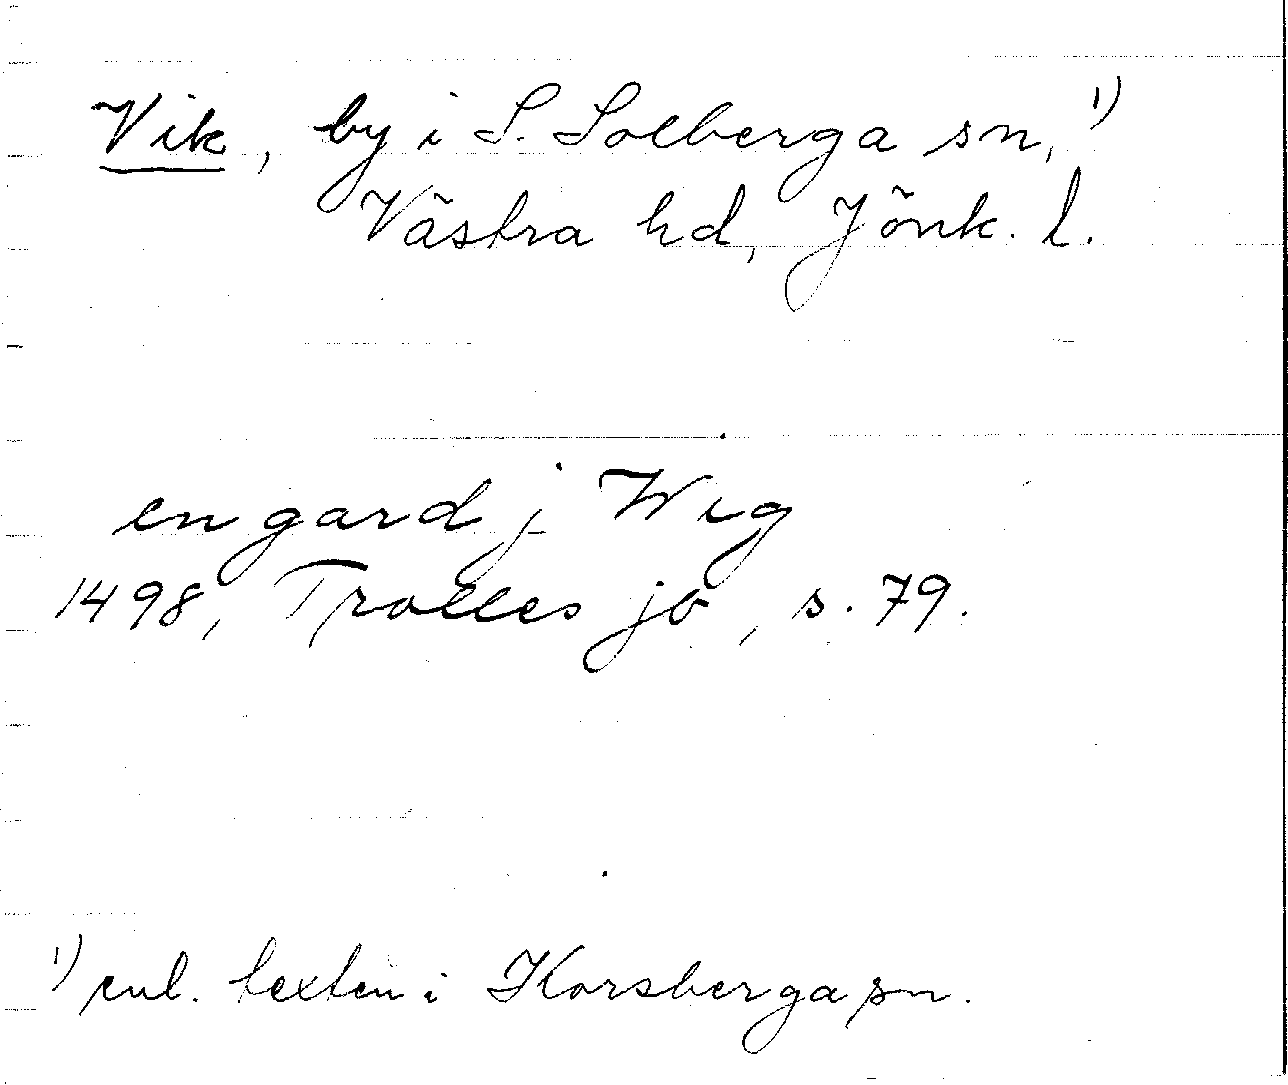 Vik, by i S. Solberga sn, 1)
Västra hd, Jönk. l.
en gard j Wig
1498, Trolles jb, s. 79.
1) enl. texten i Korsberga sn.